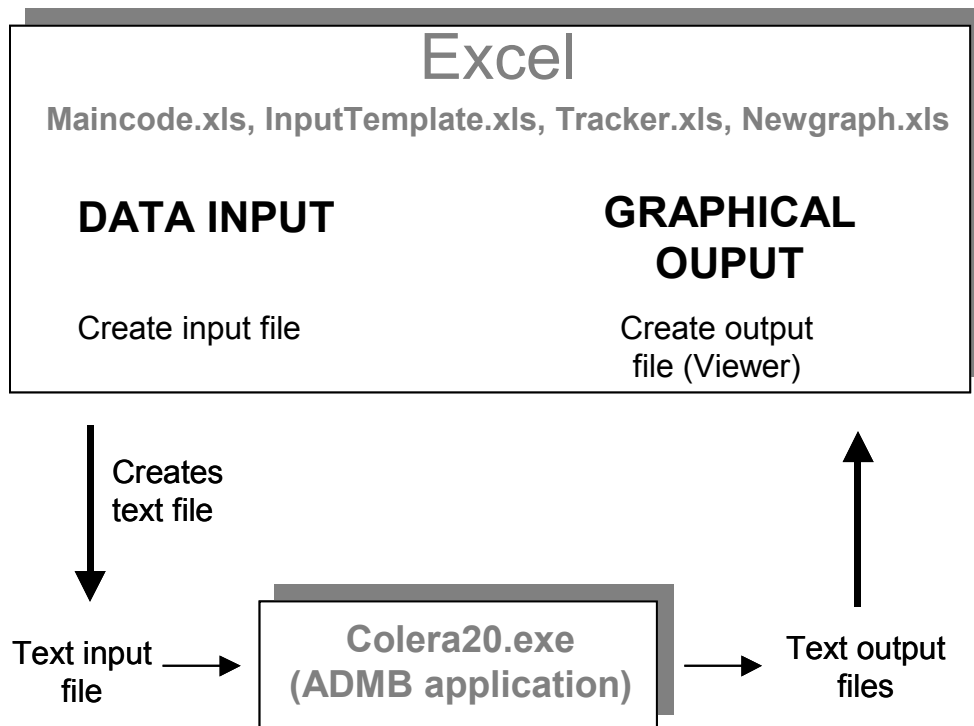 Excel
Maincode.xls, InputTemplate.xls, Tracker.xls, Newgraph.xls
DATA INPUT
Create input file
GRAPHICAL
OUPUT
Create output
file (Viewer)
Creates
text file
Text input
file
Colera20.exe
(ADMB application)
Text output
files